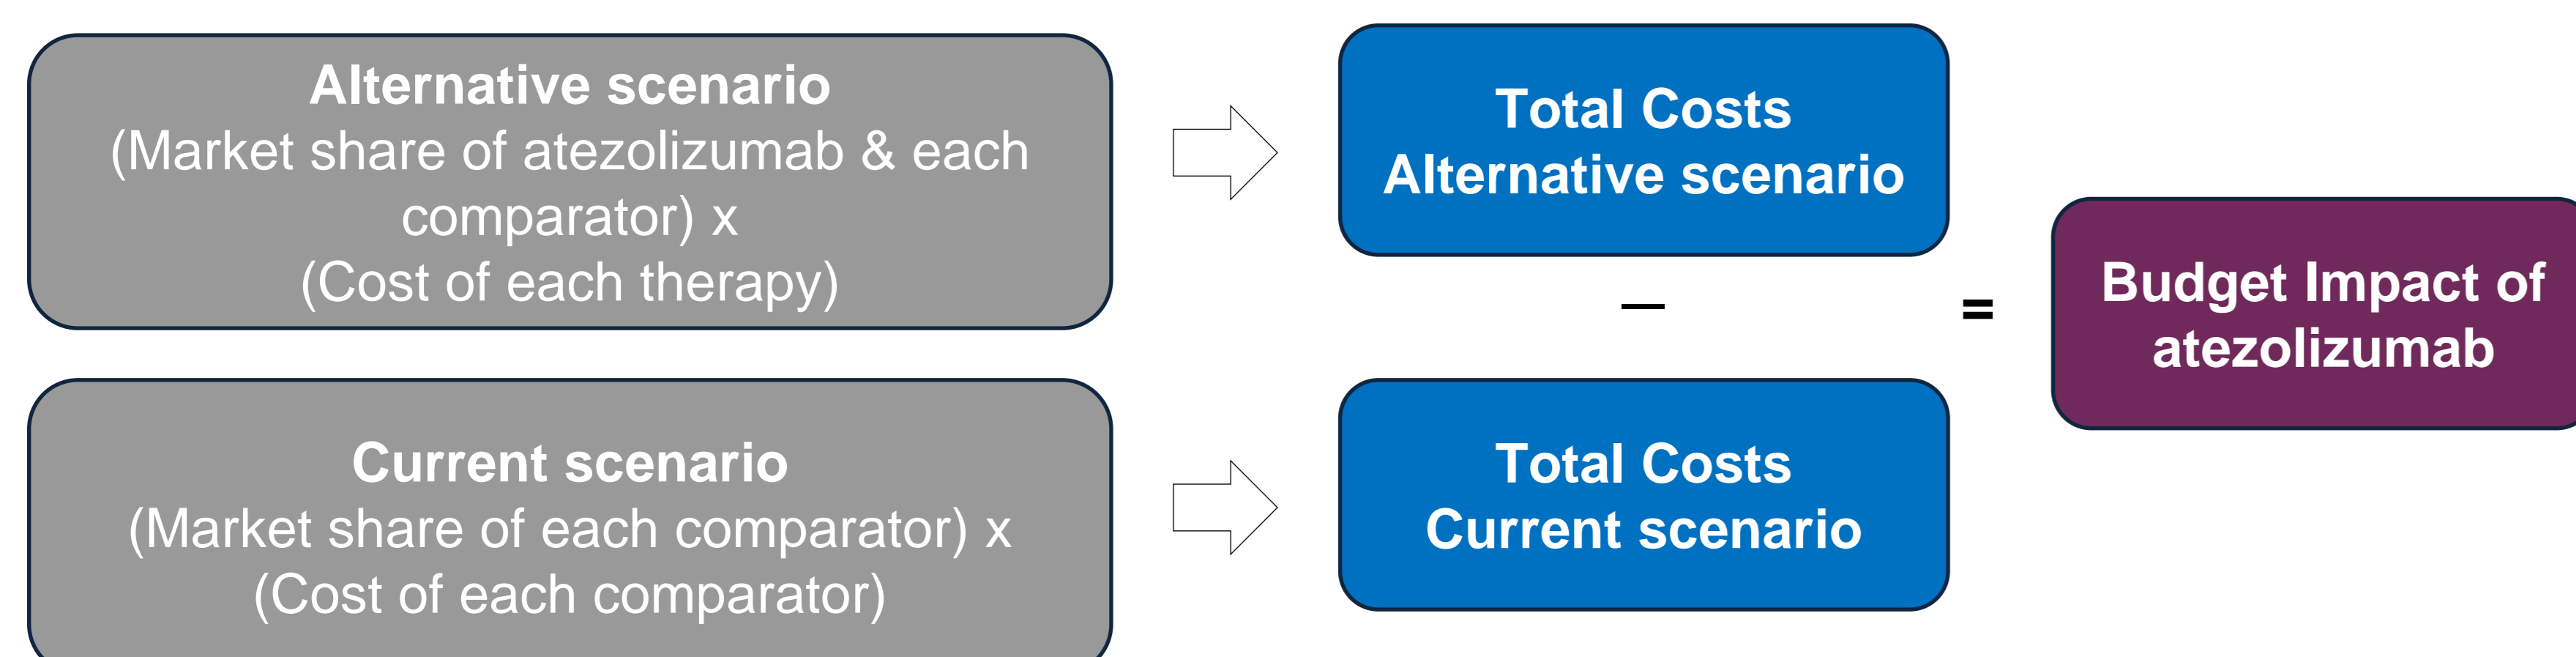 Alternative scenario
(Market share of atezolizumab & each
comparator) x
(Cost of each therapy)
Total Costs
Alternative scenario
–
=
Budget Impact of
atezolizumab
Current scenario
(Market share of each comparator) x
(Cost of each comparator)
Total Costs
Current scenario